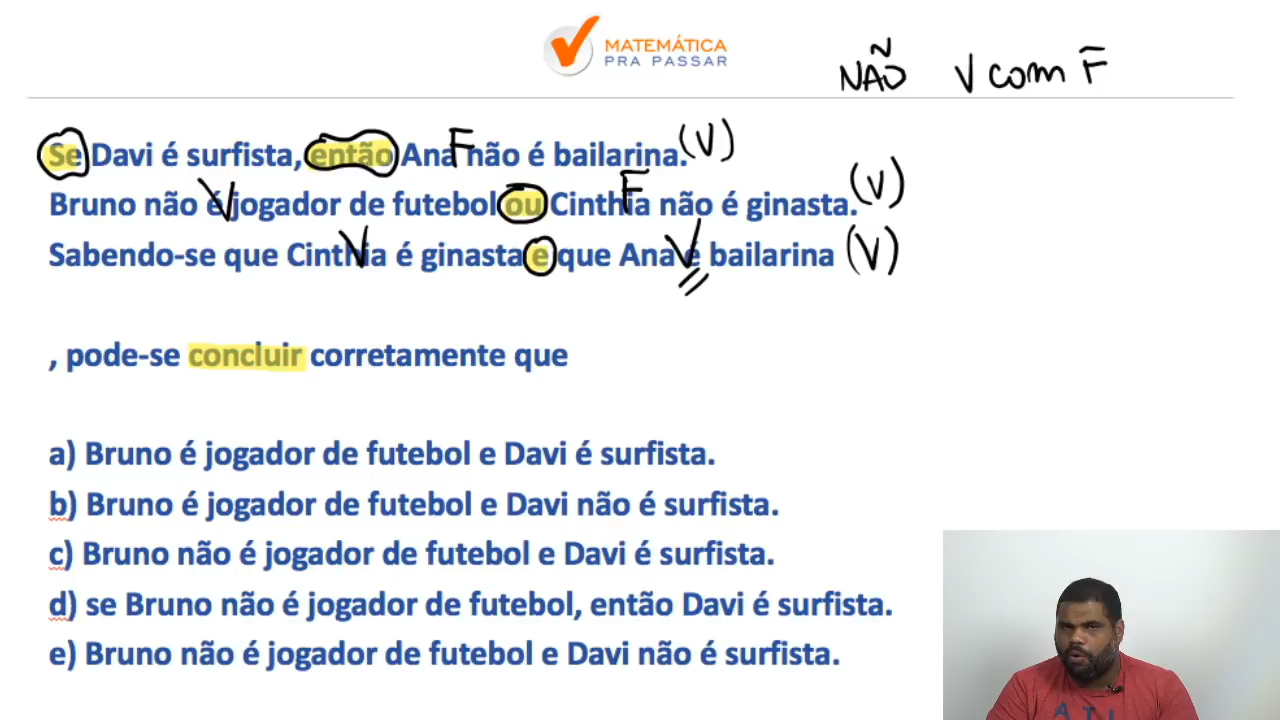 MATEMÁTICA
PRA PASSAR
NÃO V com F
Se Davi é surfista, então Ana não é bailarina. (V)
F
Bruno não é jogador de futebol ou Cinthia não é ginasta. (V)
V F
Sabendo-se que Cinthia é ginasta e que Ana é bailarina (V)
V V
, pode-se concluir corretamente que
a) Bruno é jogador de futebol e Davi é surfista.
b) Bruno é jogador de futebol e Davi não é surfista.
c) Bruno não é jogador de futebol e Davi é surfista.
d) se Bruno não é jogador de futebol, então Davi é surfista.
e) Bruno não é jogador de futebol e Davi não é surfista.
ATI